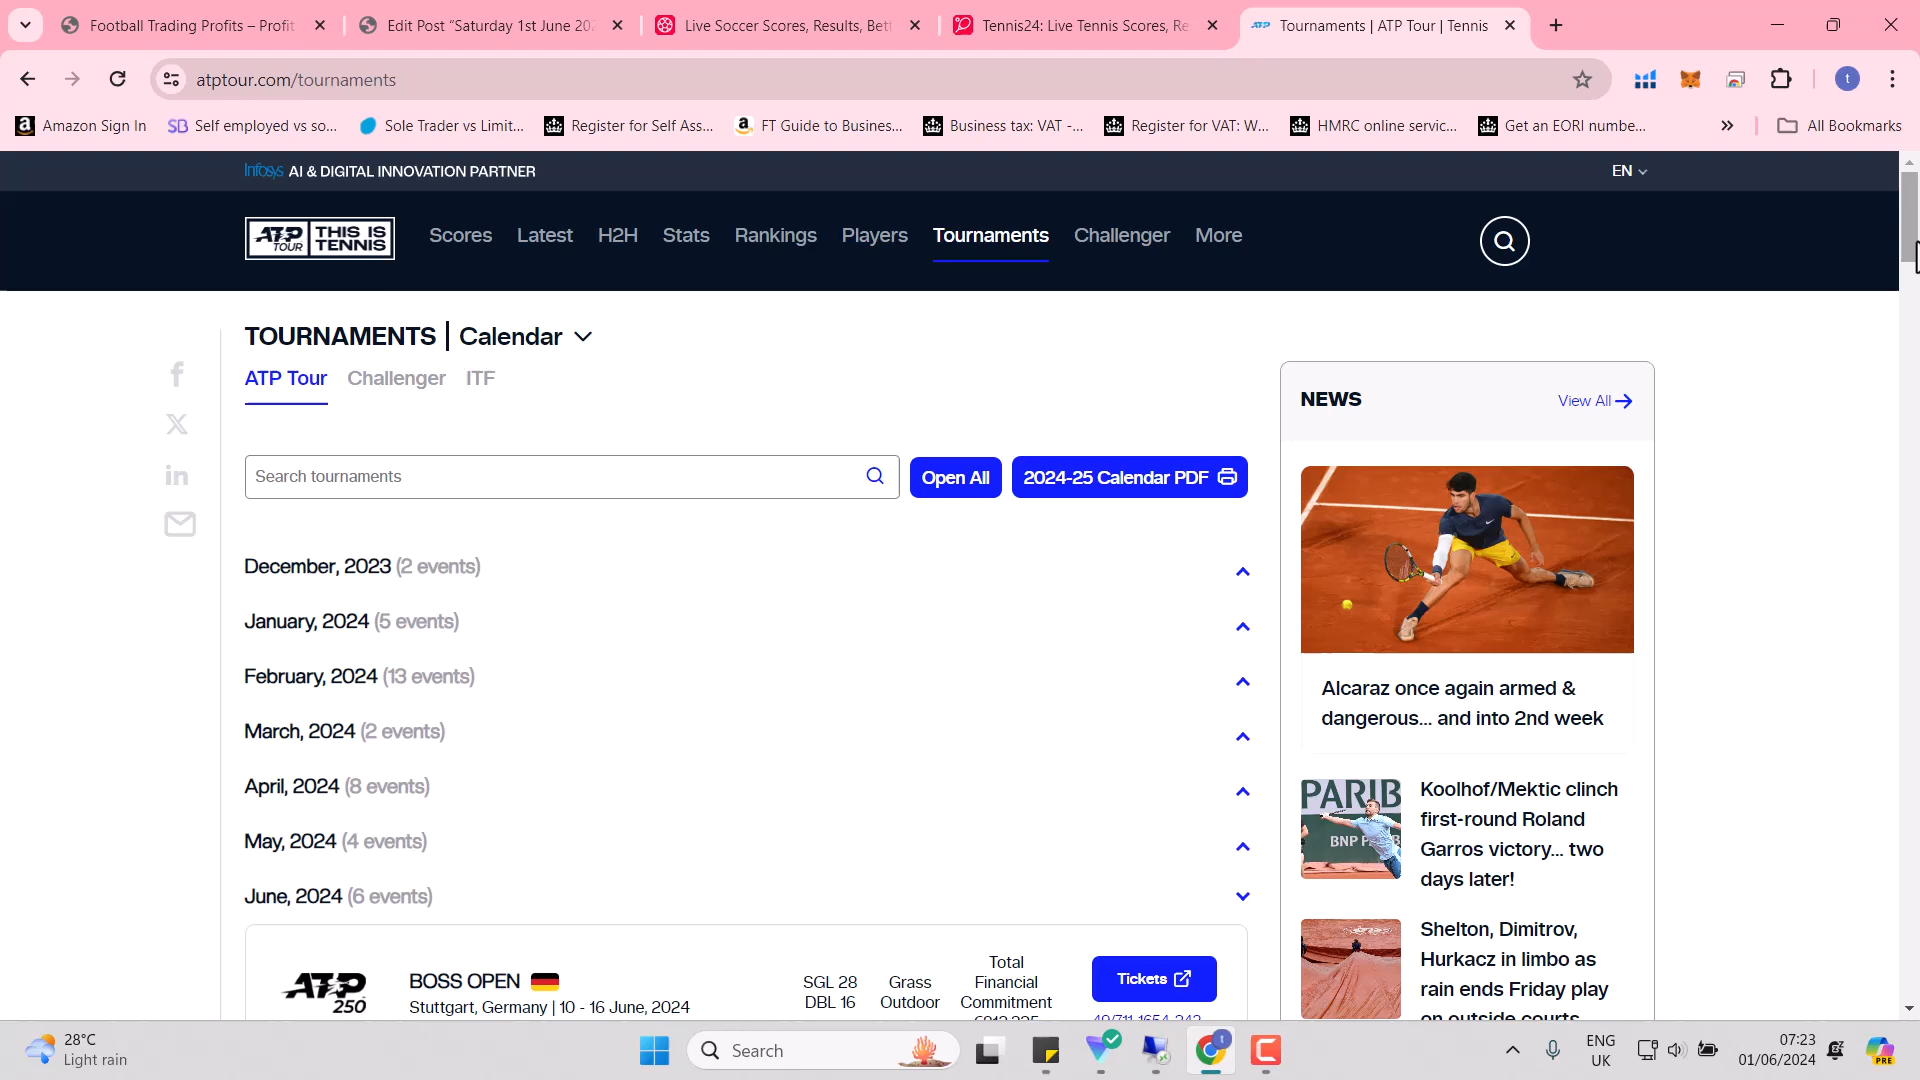 Football Trading Profits – Profit
Edit Post “Saturday 1st June 202
Live Soccer Scores, Results, Bett
Tennis24: Live Tennis Scores, Re
Tournaments | ATP Tour | Tennis
atptour.com/tournaments
t
Amazon Sign In
Self employed vs so...
Sole Trader vs Limit...
Register for Self Ass...
FT Guide to Business...
Business tax: VAT -...
Register for VAT: W...
HMRC online servic...
Get an EORI numbe...
All Bookmarks
Infosys AI & DIGITAL INNOVATION PARTNER
EN
ATP TOUR THIS IS TENNIS
Scores
Latest
H2H
Stats
Rankings
Players
Tournaments
Challenger
More
TOURNAMENTS | Calendar
ATP Tour
Challenger
ITF
Search tournaments
Open All
2024-25 Calendar PDF
December, 2023 (2 events)
January, 2024 (5 events)
February, 2024 (13 events)
March, 2024 (2 events)
April, 2024 (8 events)
May, 2024 (4 events)
June, 2024 (6 events)
ATP 250
BOSS OPEN
Stuttgart, Germany | 10 - 16 June, 2024
SGL 28
DBL 16
Grass
Outdoor
Total
Financial
Commitment
Tickets
NEWS
View All
Alcaraz once again armed &
dangerous... and into 2nd week
PARIB
BNP PA
Koolhof/Mektic clinch
first-round Roland
Garros victory... two
days later!
Shelton, Dimitrov,
Hurkacz in limbo as
rain ends Friday play
on outside courts
28°C
Light rain
Search
ENG
UK
07:23
01/06/2024
PRE